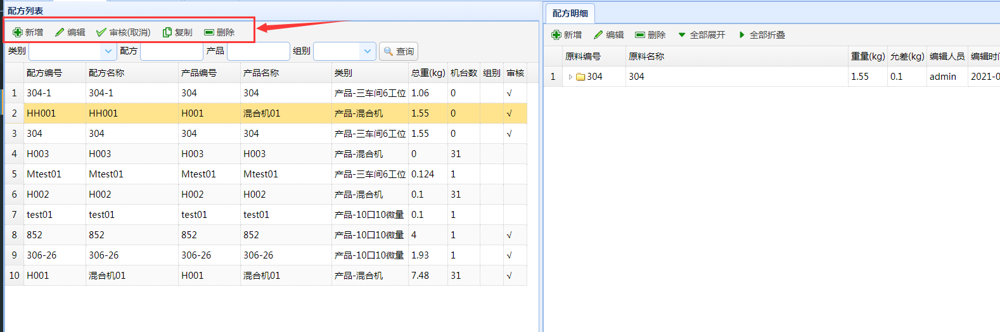 配方列表
新增 编辑 审核(取消) 复制 删除
类别 配方 产品 组别 查询
配方编号 配方名称 产品编号 产品名称 类别 总重(kg) 机台数 组别 审核
1 304-1 304-1 304 304 产品-三车间6工位 1.06 0 √
2 HH001 HH001 H001 混合机01 产品-混合机 1.55 0 √
3 304 304 304 304 产品-三车间6工位 1.55 0 √
4 H003 H003 H003 H003 产品-混合机 0 31
5 Mtest01 Mtest01 Mtest01 Mtest01 产品-三车间6工位 0.124 1
6 H002 H002 H002 H002 产品-混合机 0.1 31
7 test01 test01 test01 test01 产品-10口10微量 0.1 1
8 852 852 852 852 产品-10口10微量 4 1 √
9 306-26 306-26 306-26 306-26 产品-10口10微量 1.93 1 √
10 H001 混合机01 H001 混合机01 产品-混合机 7.48 31 √
配方明细
新增 编辑 删除 全部展开 全部折叠
原料编号 原料名称 重量(kg) 允差(kg) 编辑人员 编辑时
1 304 304 1.55 0.1 admin 2021-0